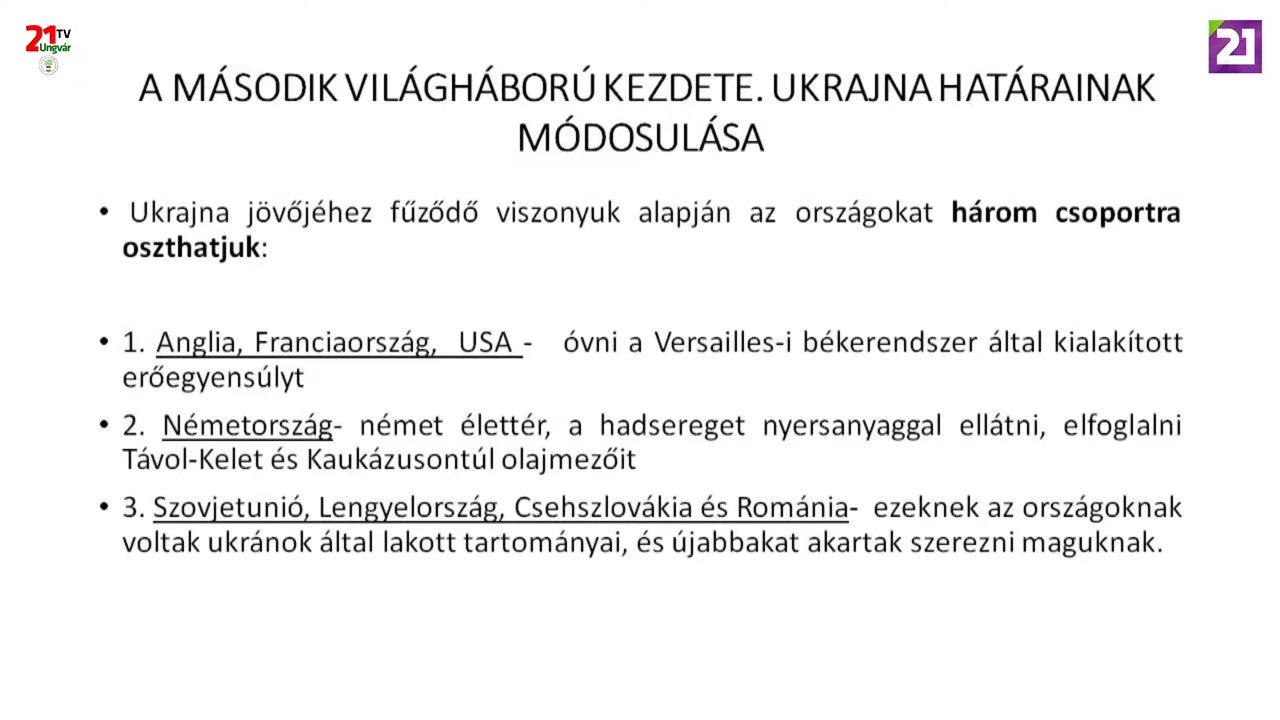 21 TV
Ungvár
21
A MÁSODIK VILÁGHÁBORÚ KEZDETE. UKRAJNA HATÁRAINAK
MÓDOSULÁSA
• Ukrajna jövőjéhez fűződő viszonyuk alapján az országokat három csoportra
oszthatjuk:
• 1. Anglia, Franciaország, USA - óvni a Versailles-i békerendszer által kialakított
erőegyensúlyt
• 2. Németország- német élettér, a hadsereget nyersanyaggal ellátni, elfoglalni
Távol-Kelet és Kaukázusontúl olajmezőit
• 3. Szovjetunió, Lengyelország, Csehszlovákia és Románia- ezeknek az országoknak
voltak ukránok által lakott tartományai, és újabbakat akartak szerezni maguknak.